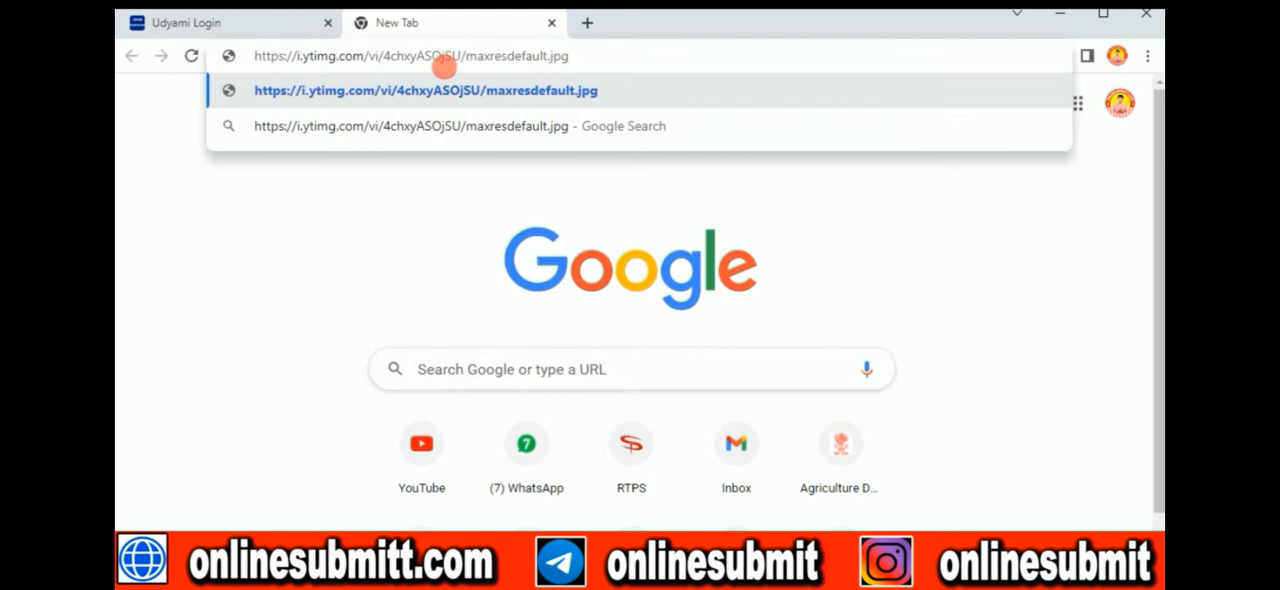 Udyami Login
New Tab
https://i.ytimg.com/vi/4chxyASOjSU/maxresdefault.jpg
https://i.ytimg.com/vi/4chxyASOjSU/maxresdefault.jpg
https://i.ytimg.com/vi/4chxyASOjSU/maxresdefault.jpg - Google Search
Google
Search Google or type a URL
7
YouTube (7) WhatsApp RTPS Inbox Agriculture D...
onlinesubmitt.com onlinesubmit onlinesubmit